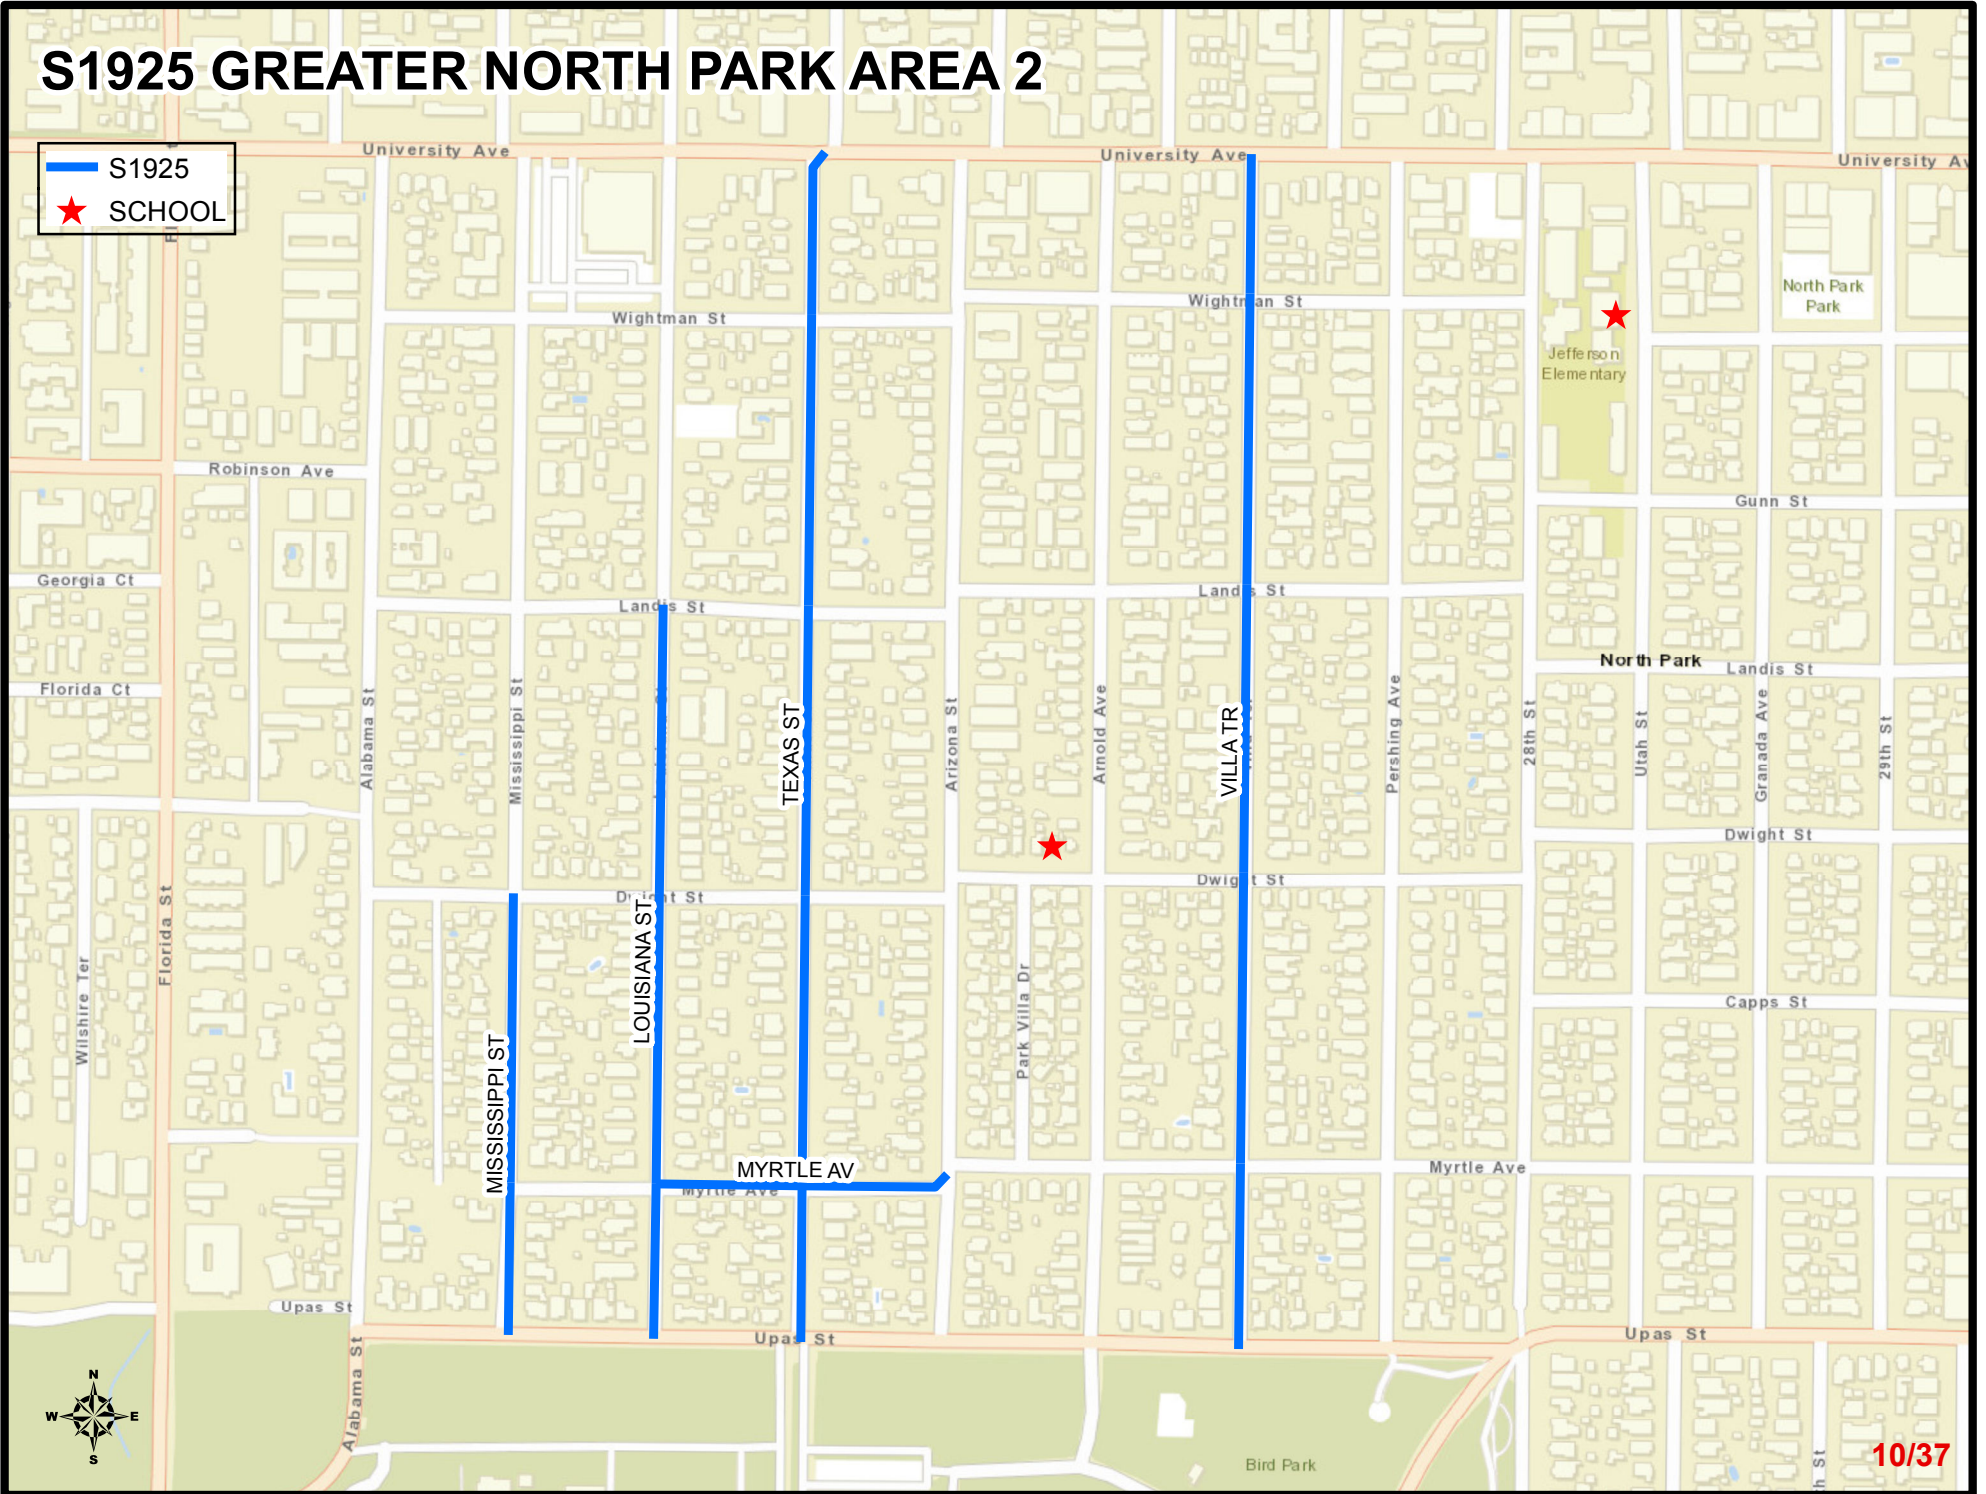 S1925 GREATER NORTH PARK AREA 2
University Ave
University Ave
University Av
S1925
SCHOOL
North Park
Park
Wightman St
Wightman St
Jefferson
Elementary
Robinson Ave
Gunn St
Georgia Ct
Landis St
Landis St
North Park
Landis St
Florida Ct
Alabama St
Mississippi St
TEXAS ST
Arizona St
Arnold Ave
VILLA TR
Pershing Ave
28th St
Utah St
Granada Ave
29th St
Dwight St
Dwight St
Dwight St
Florida St
Wilshire Ter
LOUISIANA ST
Park Villa Dr
Capps St
MISSISSIPPI ST
MYRTLE AV
Myrtle Ave
Myrtle Ave
Upas St
Upas St
Upas St
Alabama St
N
W
E
S
Bird Park
10/37